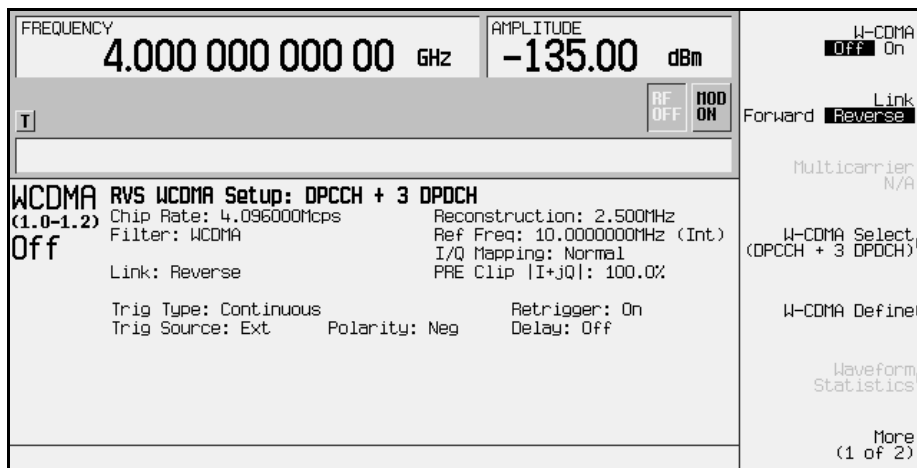 FREQUENCY
4.000 000 000 00 GHz
AMPLITUDE
-135.00 dBm
T
RF OFF
MOD ON
WCDMA
(1.0-1.2)
Off
RVS WCDMA Setup: DPCCH + 3 DPDCH
Chip Rate: 4.096000Mcps
Reconstruction: 2.500MHz
Filter: WCDMA
Ref Freq: 10.0000000MHz (Int)
I/Q Mapping: Normal
Link: Reverse
PRE Clip |I+jQ|: 100.0%
Trig Type: Continuous
Retrigger: On
Trig Source: Ext
Polarity: Neg
Delay: Off
W-CDMA
Off On
Link
Forward Reverse
Multicarrier
N/A
W-CDMA Select
(DPCCH + 3 DPDCH)
W-CDMA Define
Waveform
Statistics
More
(1 of 2)